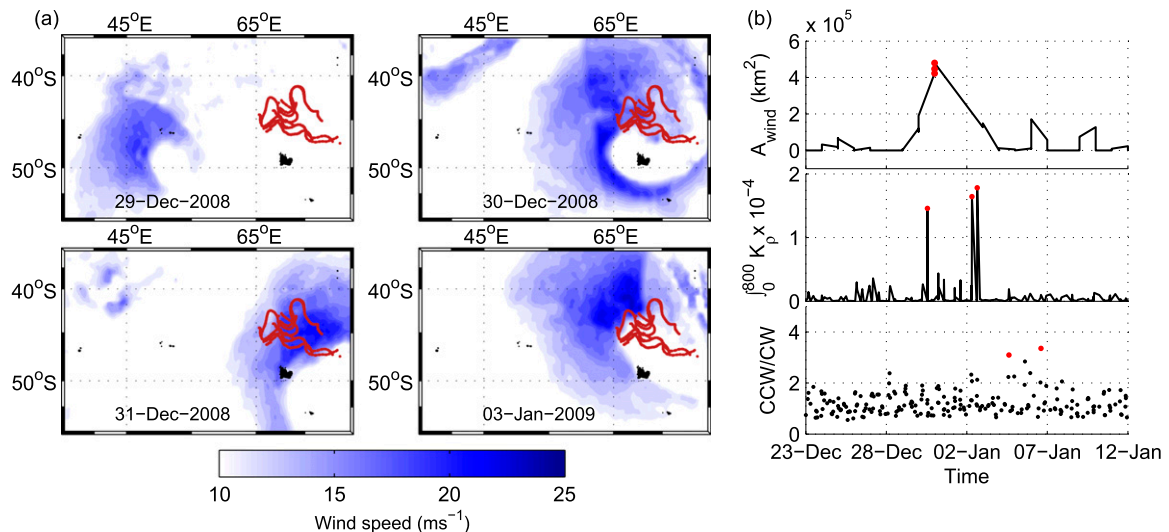 (a)
45°E 65°E 45°E 65°E
40°S 40°S
50°S 50°S
29−Dec−2008 30−Dec−2008
45°E 65°E 45°E 65°E
40°S 40°S
50°S 50°S
31−Dec−2008 03−Jan−2009
10 15 20 25
Wind speed (ms⁻¹)
(b)
x 10⁵
6
4
2
0
A_wind (km²)
2
1
0
∫₀⁸⁰⁰ K_ρ x 10⁻⁴
4
2
0
CCW/CW
23−Dec 28−Dec 02−Jan 07−Jan 12−Jan
Time